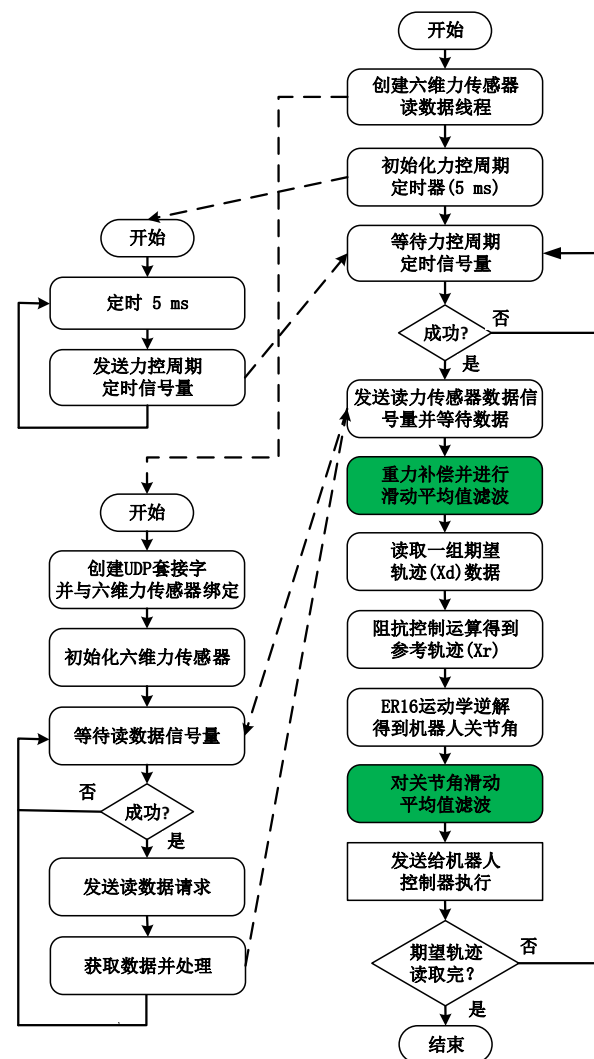 开始
创建六维力传感器
读数据线程
初始化力控周期
定时器(5 ms)
等待力控周期
定时信号量
成功?
否
是
发送读力传感器数据信
号量并等待数据
重力补偿并进行
滑动平均值滤波
读取一组期望
轨迹(Xd)数据
阻抗控制运算得到
参考轨迹(Xr)
ER16运动学逆解
得到机器人关节角
对关节角滑动
平均值滤波
发送给机器人
控制器执行
期望轨迹
读取完?
否
是
结束
开始
定时 5 ms
发送力控周期
定时信号量
开始
创建UDP套接字
并与六维力传感器绑定
初始化六维力传感器
等待读数据信号量
否
成功?
是
发送读数据请求
获取数据并处理